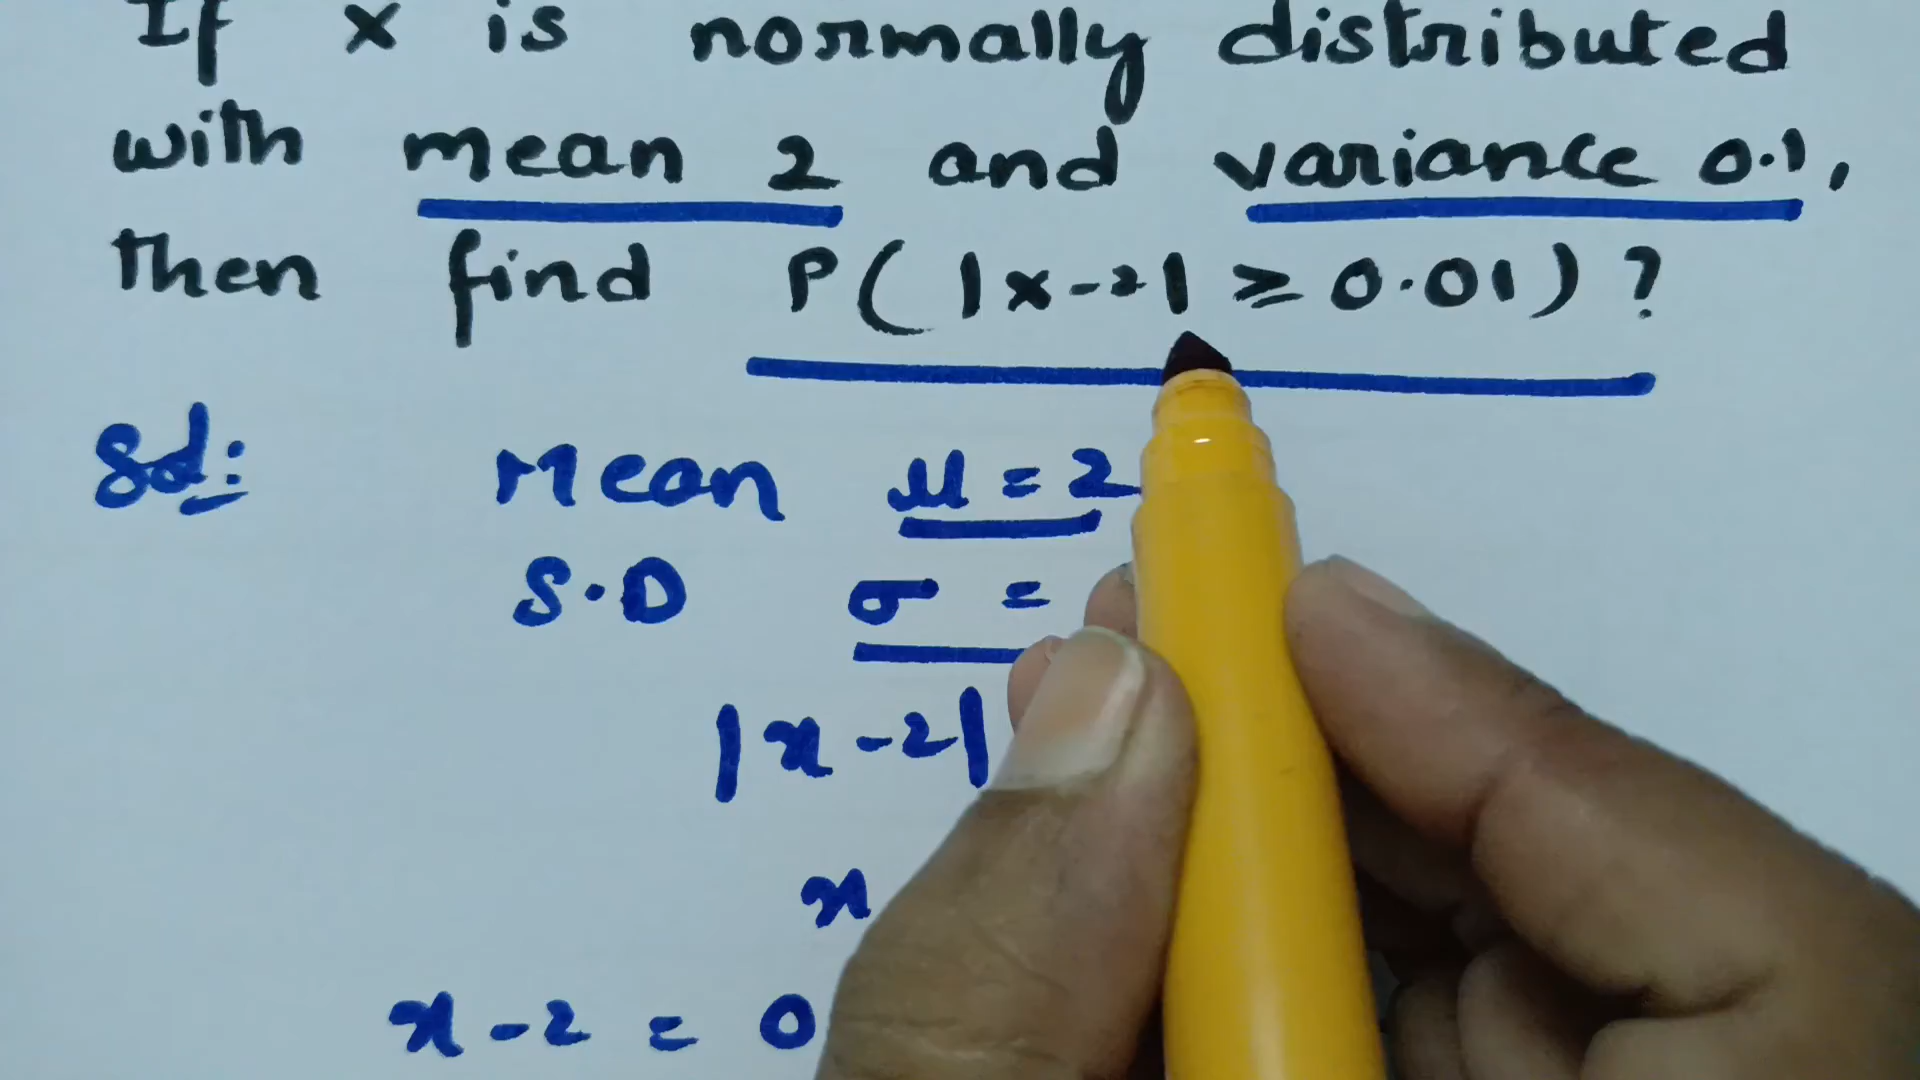 If x is normally distributed
with mean 2 and variance 0.1,
then find P(|x-2| ≥ 0.01)?
Sol:
Mean μ = 2
S.D σ =
|x-2|
x
x - 2 = 0